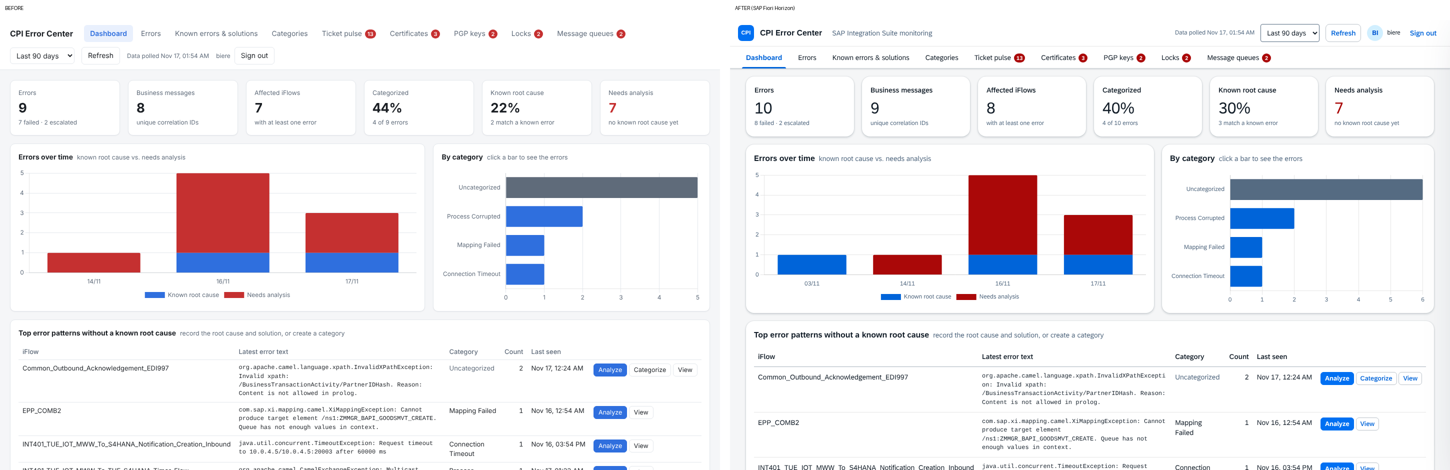 BEFORE
CPI Error Center Dashboard Errors Known errors & solutions Categories Ticket pulse 13 Certificates 3 PGP keys 2 Locks 2 Message queues 2
Last 90 days Refresh Data polled Nov 17, 01:54 AM biere Sign out
Errors Business messages Affected iFlows Categorized Known root cause Needs analysis
9 8 7 44% 22% 7
7 failed · 2 escalated unique correlation IDs with at least one error 4 of 9 errors 2 match a known error no known root cause yet
Errors over time known root cause vs. needs analysis
5
4
3
2
1
0
14/11 16/11 17/11
Known root cause Needs analysis
By category click a bar to see the errors
Uncategorized
Process Corrupted
Mapping Failed
Connection Timeout
0 1 2 3 4 5
Top error patterns without a known root cause record the root cause and solution, or create a category
iFlow Latest error text Category Count Last seen
Common_Outbound_Acknowledgement_EDI997 org.apache.camel.language.xpath.InvalidXPathException: Uncategorized 2 Nov 17, 12:24 AM Analyze Categorize View
Invalid xpath:
/BusinessTransactionActivity/PartnerIDHash. Reason:
Content is not allowed in prolog.
EPP_COMB2 com.sap.xi.mapping.camel.XiMappingException: Cannot Mapping Failed 1 Nov 16, 12:54 AM Analyze View
produce target element /ns1:ZMMGR_BAPI_GOODSMVT_CREATE.
Queue has not enough values in context.
INT401_TUE_IOT_MWW_To_S4HANA_Notification_Creation_Inbound java.util.concurrent.TimeoutException: Request timeout Connection 1 Nov 16, 03:54 PM Analyze View
to 10.0.4.5/10.0.4.5:20003 after 60000 ms Timeout
AFTER (SAP Fiori Horizon)
CPI CPI Error Center SAP Integration Suite monitoring Data polled Nov 17, 01:54 AM Last 90 days Refresh BI biere Sign out
Dashboard Errors Known errors & solutions Categories Ticket pulse 13 Certificates 3 PGP keys 2 Locks 2 Message queues 2
Errors Business messages Affected iFlows Categorized Known root cause Needs analysis
10 9 8 40% 30% 7
8 failed · 2 escalated unique correlation IDs with at least one error 4 of 10 errors 3 match a known error no known root cause yet
Errors over time known root cause vs. needs analysis
5
4
3
2
1
0
03/11 14/11 16/11 17/11
Known root cause Needs analysis
By category click a bar to see the errors
Uncategorized
Process Corrupted
Mapping Failed
Connection Timeout
0 1 2 3 4 5 6
Top error patterns without a known root cause record the root cause and solution, or create a category
iFlow Latest error text Category Count Last seen
Common_Outbound_Acknowledgement_EDI997 org.apache.camel.language.xpath.InvalidXPathExcepti Uncategorized 2 Nov 17, 12:24 AM Analyze Categorize View
on: Invalid xpath:
/BusinessTransactionActivity/PartnerIDHash. Reason:
Content is not allowed in prolog.
EPP_COMB2 com.sap.xi.mapping.camel.XiMappingException: Cannot Mapping 1 Nov 16, 12:54 AM Analyze View
produce target element Failed
/ns1:ZMMGR_BAPI_GOODSMVT_CREATE. Queue has not
enough values in context.
INT401_TUE_IOT_MWW_To_S4HANA_Notification_Creation_Inbound java.util.concurrent.TimeoutException: Request Connection 1 Nov 16, 03:54 PM Analyze View